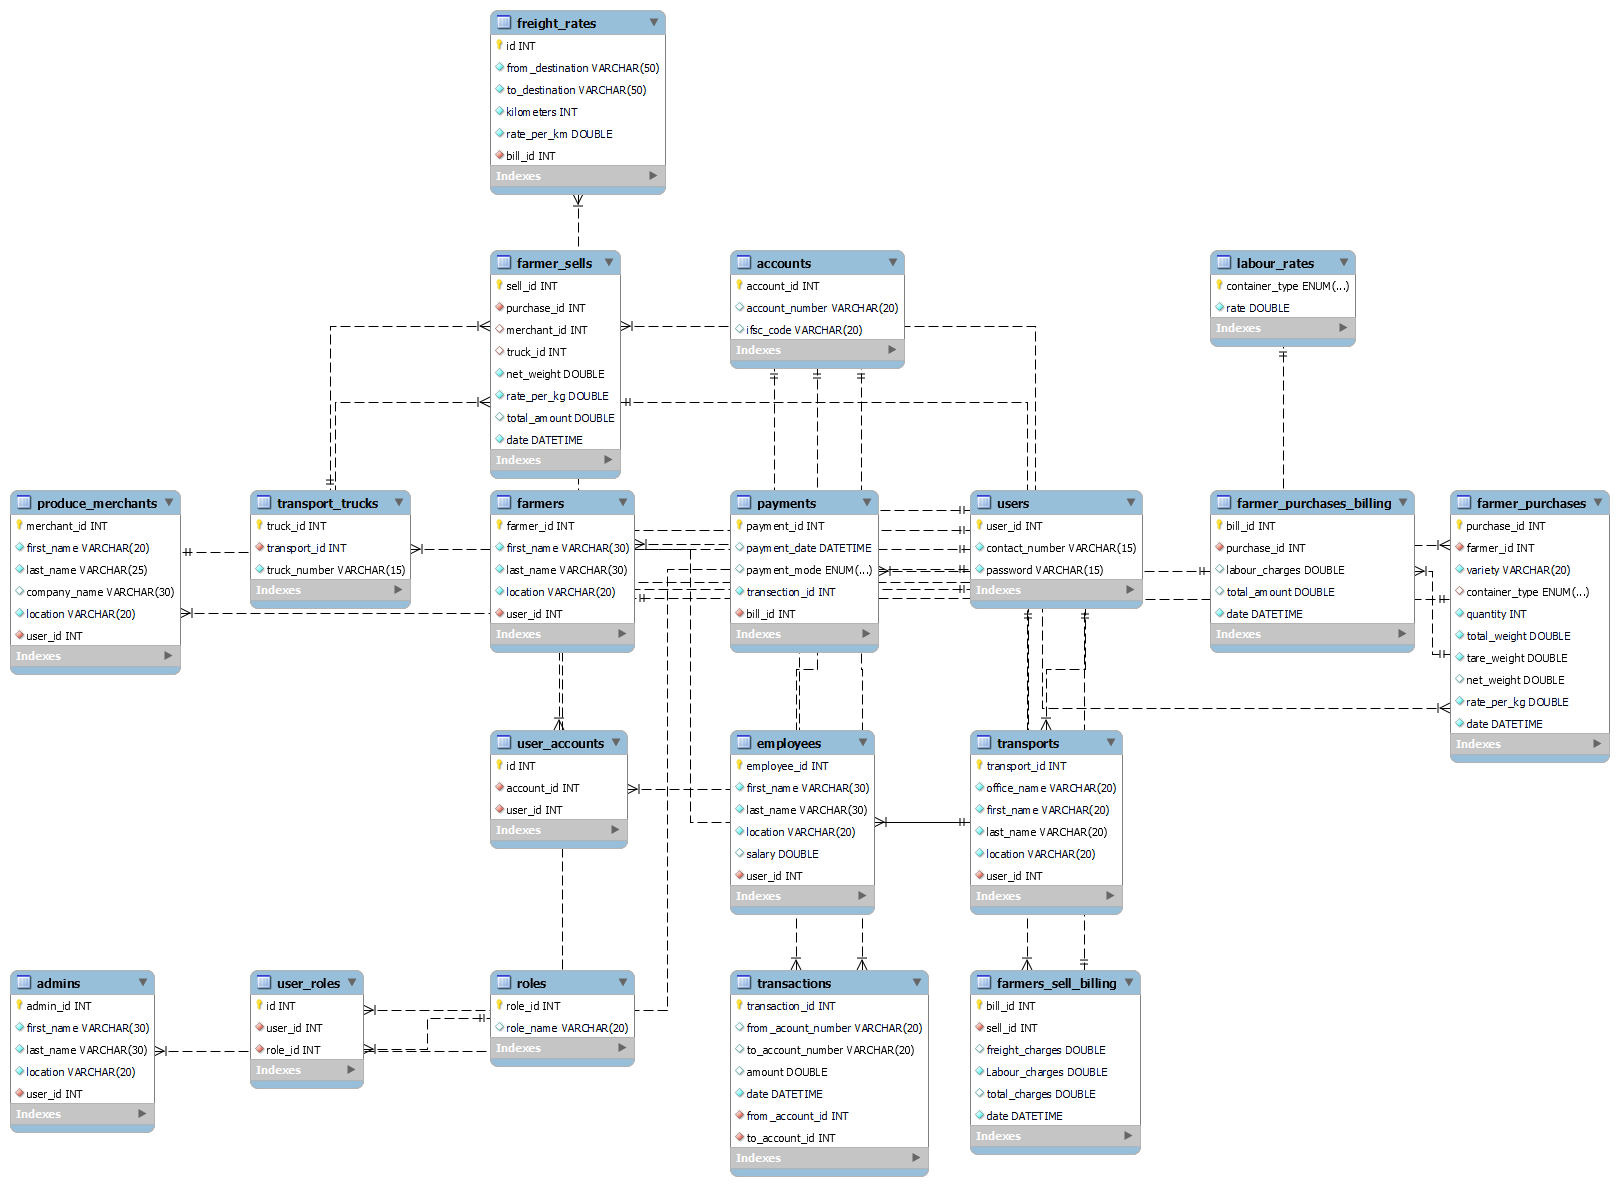 freight_rates
id INT
from_destination VARCHAR(50)
to_destination VARCHAR(50)
kilometers INT
rate_per_km DOUBLE
bill_id INT
Indexes
farmer_sells
sell_id INT
purchase_id INT
merchant_id INT
truck_id INT
net_weight DOUBLE
rate_per_kg DOUBLE
total_amount DOUBLE
date DATETIME
Indexes
accounts
account_id INT
account_number VARCHAR(20)
ifsc_code VARCHAR(20)
Indexes
labour_rates
container_type ENUM(...)
rate DOUBLE
Indexes
produce_merchants
merchant_id INT
first_name VARCHAR(20)
last_name VARCHAR(25)
company_name VARCHAR(30)
location VARCHAR(20)
user_id INT
Indexes
transport_trucks
truck_id INT
transport_id INT
truck_number VARCHAR(15)
Indexes
farmers
farmer_id INT
first_name VARCHAR(30)
last_name VARCHAR(30)
location VARCHAR(20)
user_id INT
Indexes
payments
payment_id INT
payment_date DATETIME
payment_mode ENUM(...)
transection_id INT
bill_id INT
Indexes
users
user_id INT
contact_number VARCHAR(15)
password VARCHAR(15)
Indexes
farmer_purchases_billing
bill_id INT
purchase_id INT
labour_charges DOUBLE
total_amount DOUBLE
date DATETIME
Indexes
farmer_purchases
purchase_id INT
farmer_id INT
variety VARCHAR(20)
container_type ENUM(...)
quantity INT
total_weight DOUBLE
tare_weight DOUBLE
net_weight DOUBLE
rate_per_kg DOUBLE
date DATETIME
Indexes
user_accounts
id INT
account_id INT
user_id INT
Indexes
employees
employee_id INT
first_name VARCHAR(30)
last_name VARCHAR(30)
location VARCHAR(20)
salary DOUBLE
user_id INT
Indexes
transports
transport_id INT
office_name VARCHAR(20)
first_name VARCHAR(20)
last_name VARCHAR(20)
location VARCHAR(20)
user_id INT
Indexes
admins
admin_id INT
first_name VARCHAR(30)
last_name VARCHAR(30)
location VARCHAR(20)
user_id INT
Indexes
user_roles
id INT
user_id INT
role_id INT
Indexes
roles
role_id INT
role_name VARCHAR(20)
Indexes
transactions
transaction_id INT
from_acount_number VARCHAR(20)
to_account_number VARCHAR(20)
amount DOUBLE
date DATETIME
from_account_id INT
to_account_id INT
Indexes
farmers_sell_billing
bill_id INT
sell_id INT
freight_charges DOUBLE
Labour_charges DOUBLE
total_charges DOUBLE
date DATETIME
Indexes